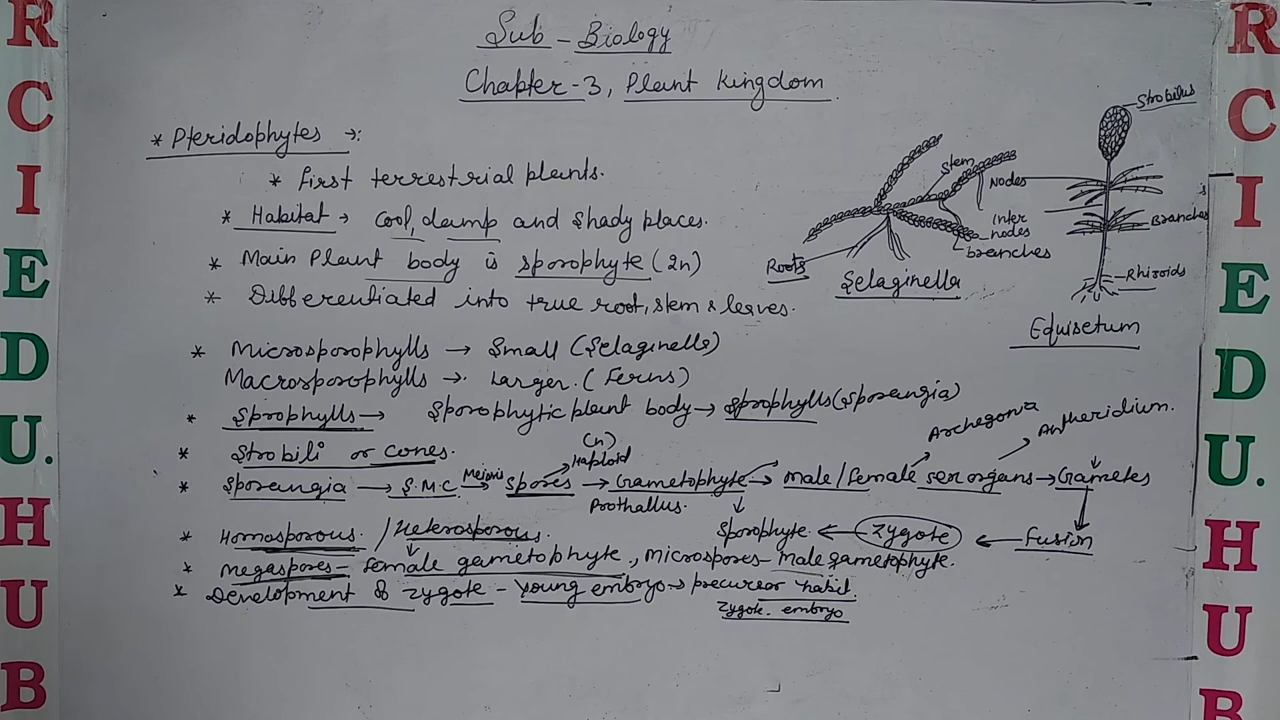 RCIEDU.HUB
Sub - Biology
Chapter-3, Plant Kingdom.
* Pteridophytes →:
* First terrestrial plants.
* Habitat → Cool, damp and shady places.
* Main Plant body is sporophyte (2n)
* Differentiated into true root, stem & leaves.
* Microsporophylls → Small (Selaginella)
Macrosporophylls → Larger. (Ferns)
* Sprophylls → Sporophytic plant body → Sprophylls (sporangia)
* Strobili or cones.
* Sporangia → S.M.C Meiosis → Spores → Gametophyte → male/female sex organs → Gametes
(n)
Haploid
Prothallus.
Archegonia
Antheridium.
* Homosporous / Heterosporous.
Sporophyte ← Zygote ← Fusion
* Megaspores - female gametophyte, Microspores - male gametophyte.
* Development of zygote - Young embryo → precursor habit.
Zygote. embryo
Stem
Nodes
Inter nodes
branches
Roots
Selaginella
Strobilus
Branches
Rhizoids
Equisetum
RCIEDU.HUB